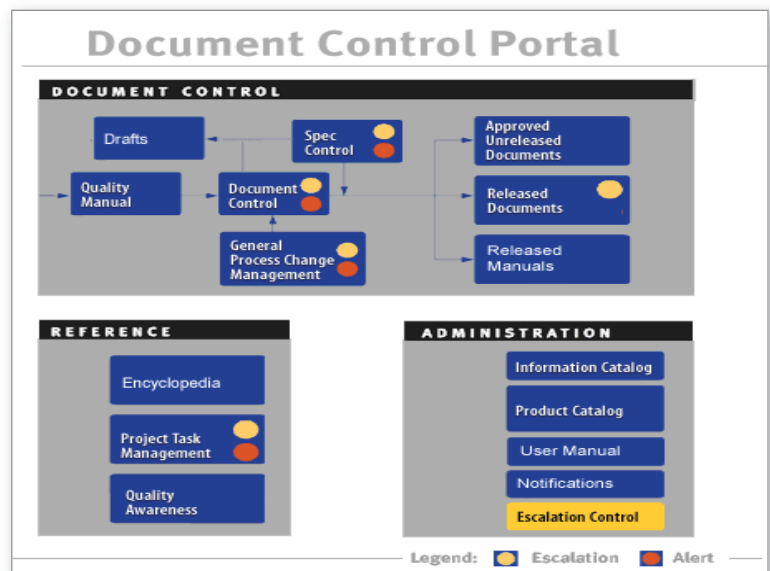 Document Control Portal
DOCUMENT CONTROL
Drafts
Spec
Control
Approved
Unreleased
Documents
Quality
Manual
Document
Control
Released
Documents
General
Process Change
Management
Released
Manuals
REFERENCE
Encyclopedia
Project Task
Management
Quality
Awareness
ADMINISTRATION
Information Catalog
Product Catalog
User Manual
Notifications
Escalation Control
Legend: Escalation Alert